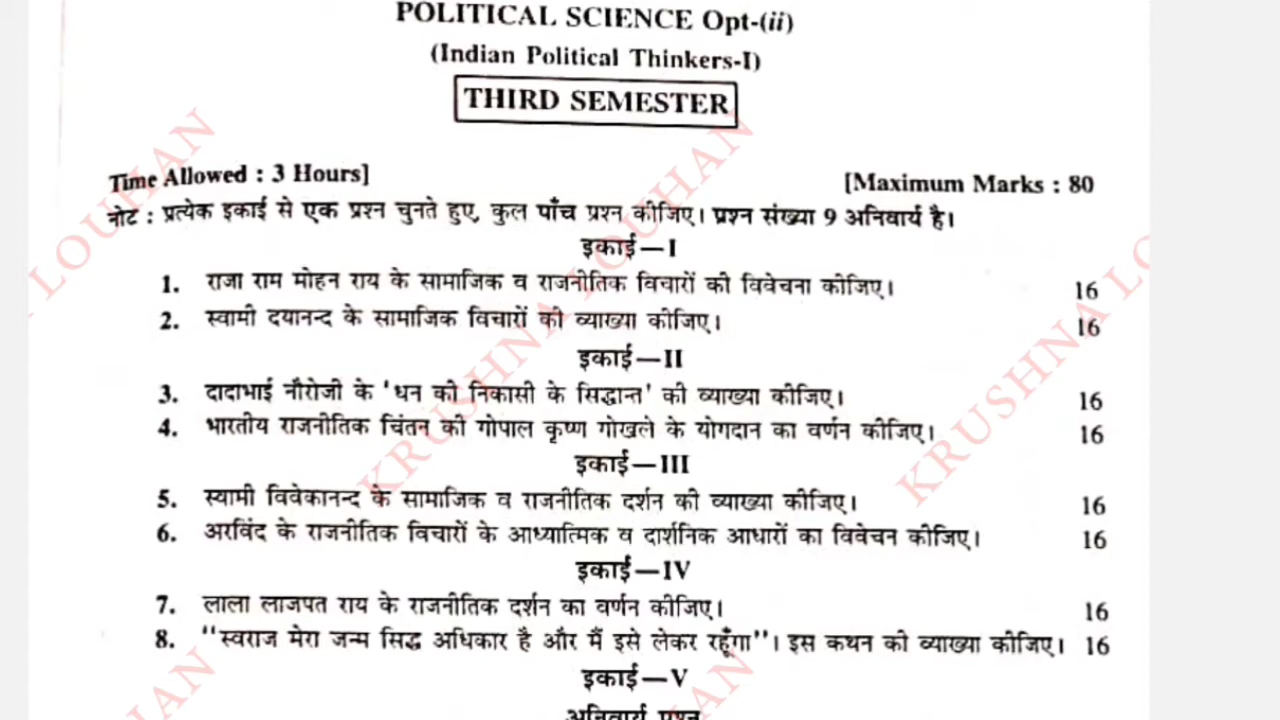 POLITICAL SCIENCE Opt-(ii)
(Indian Political Thinkers-I)
THIRD SEMESTER
Time Allowed : 3 Hours] [Maximum Marks : 80
नोट : प्रत्येक इकाई से एक प्रश्न चुनते हुए, कुल पाँच प्रश्न कीजिए। प्रश्न संख्या 9 अनिवार्य है।
इकाई—I
1. राजा राम मोहन राय के सामाजिक व राजनीतिक विचारों की विवेचना कीजिए। 16
2. स्वामी दयानन्द के सामाजिक विचारों की व्याख्या कीजिए। 16
इकाई—II
3. दादाभाई नौरोजी के 'धन की निकासी के सिद्धान्त' की व्याख्या कीजिए। 16
4. भारतीय राजनीतिक चिंतन की गोपाल कृष्ण गोखले के योगदान का वर्णन कीजिए। 16
इकाई—III
5. स्वामी विवेकानन्द के सामाजिक व राजनीतिक दर्शन की व्याख्या कीजिए। 16
6. अरविंद के राजनीतिक विचारों के आध्यात्मिक व दार्शनिक आधारों का विवेचन कीजिए। 16
इकाई—IV
7. लाला लाजपत राय के राजनीतिक दर्शन का वर्णन कीजिए। 16
8. "स्वराज मेरा जन्म सिद्ध अधिकार है और मैं इसे लेकर रहूँगा"। इस कथन की व्याख्या कीजिए। 16
इकाई—V
अनिवार्य प्रश्न
KRUSHNA LOUHAN